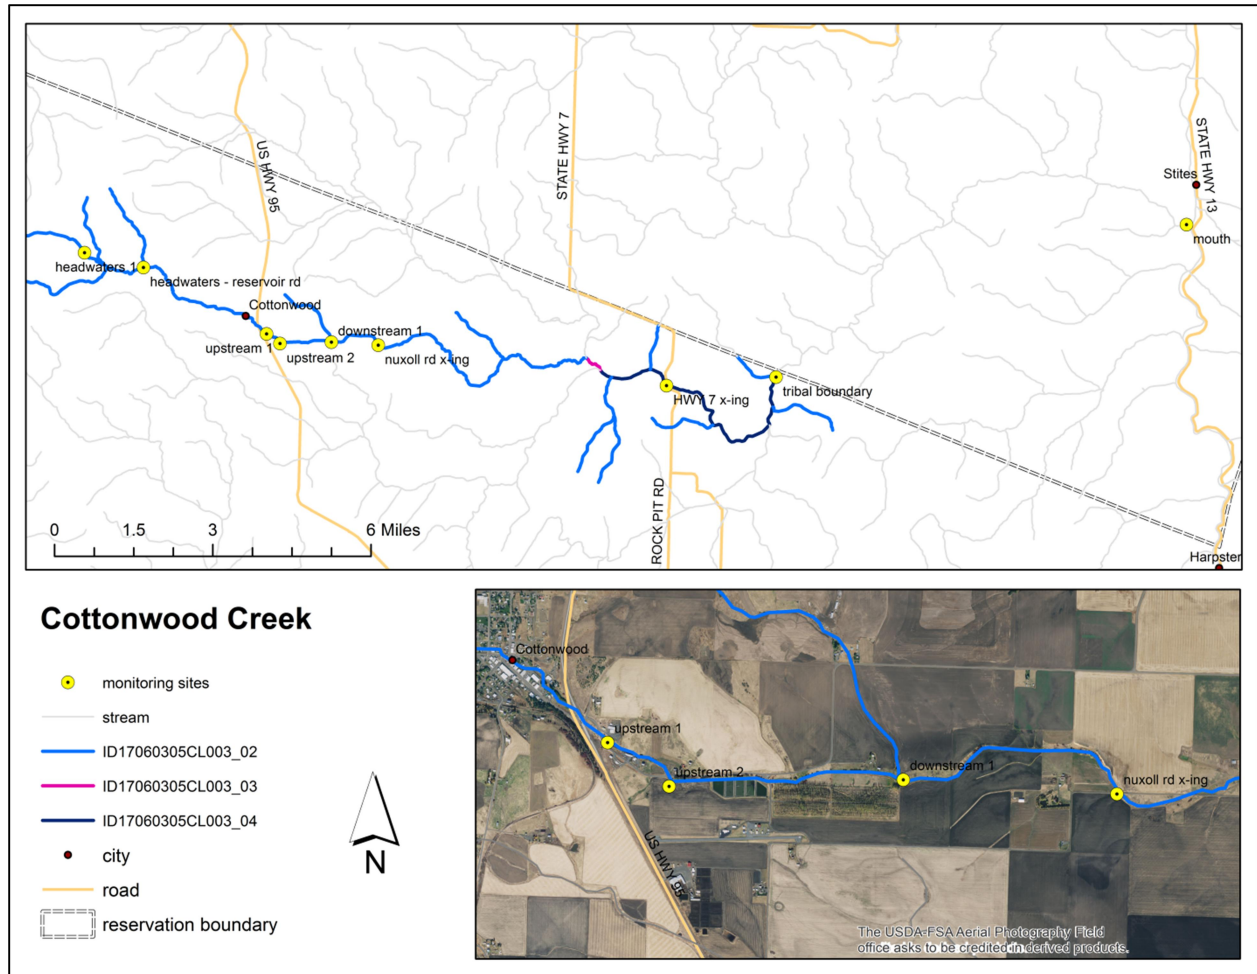 US HWY 95
STATE HWY 7
STATE HWY 13
Stites
mouth
headwaters 1
headwaters - reservoir rd
Cottonwood
upstream 1
upstream 2
downstream 1
nuxoll rd x-ing
HWY 7 x-ing
tribal boundary
ROCK PIT RD
0 1.5 3 6 Miles
Harpster
Cottonwood Creek
monitoring sites
stream
ID17060305CL003_02
ID17060305CL003_03
ID17060305CL003_04
city
road
reservation boundary
N
Cottonwood
upstream 1
upstream 2
downstream 1
nuxoll rd x-ing
US HWY 95
The USDA-FSA Aerial Photography Field
office asks to be credited in derived products.